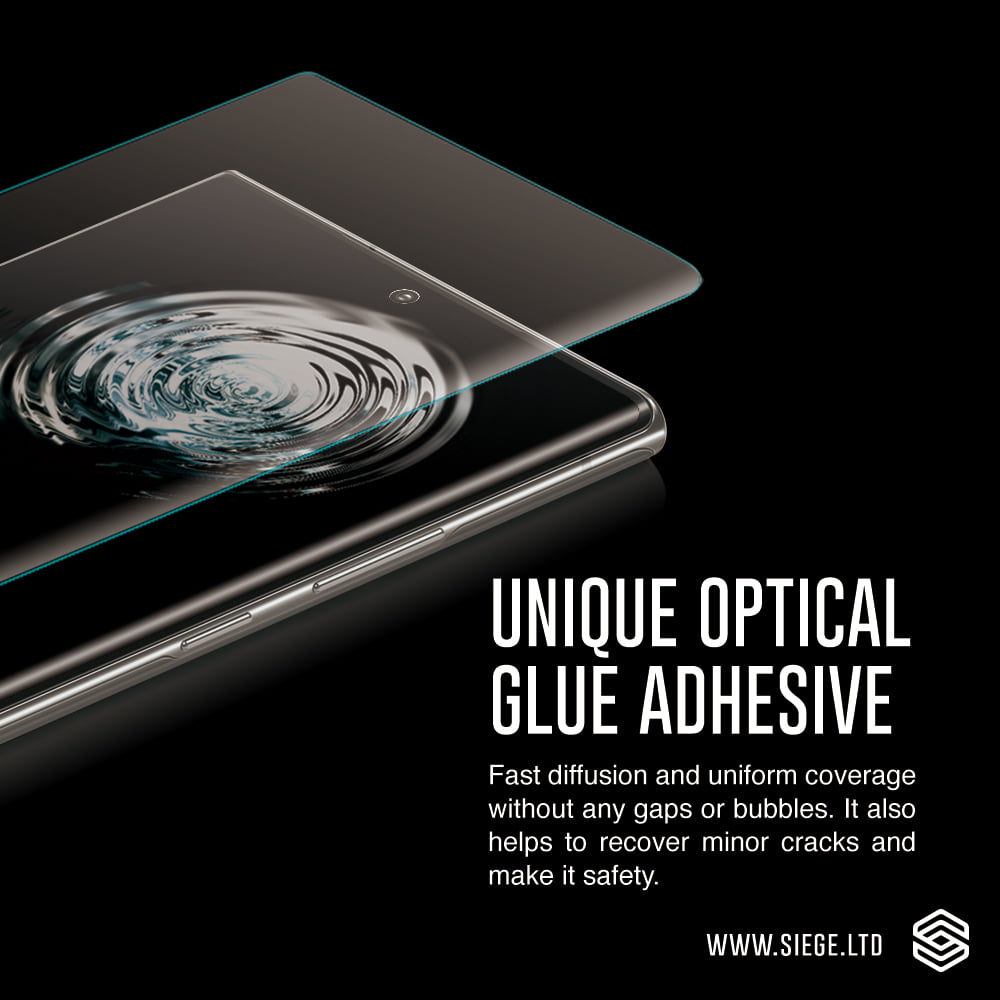 UNIQUE OPTICAL
GLUE ADHESIVE
Fast diffusion and uniform coverage
without any gaps or bubbles. It also
helps to recover minor cracks and
make it safety.
WWW.SIEGE.LTD